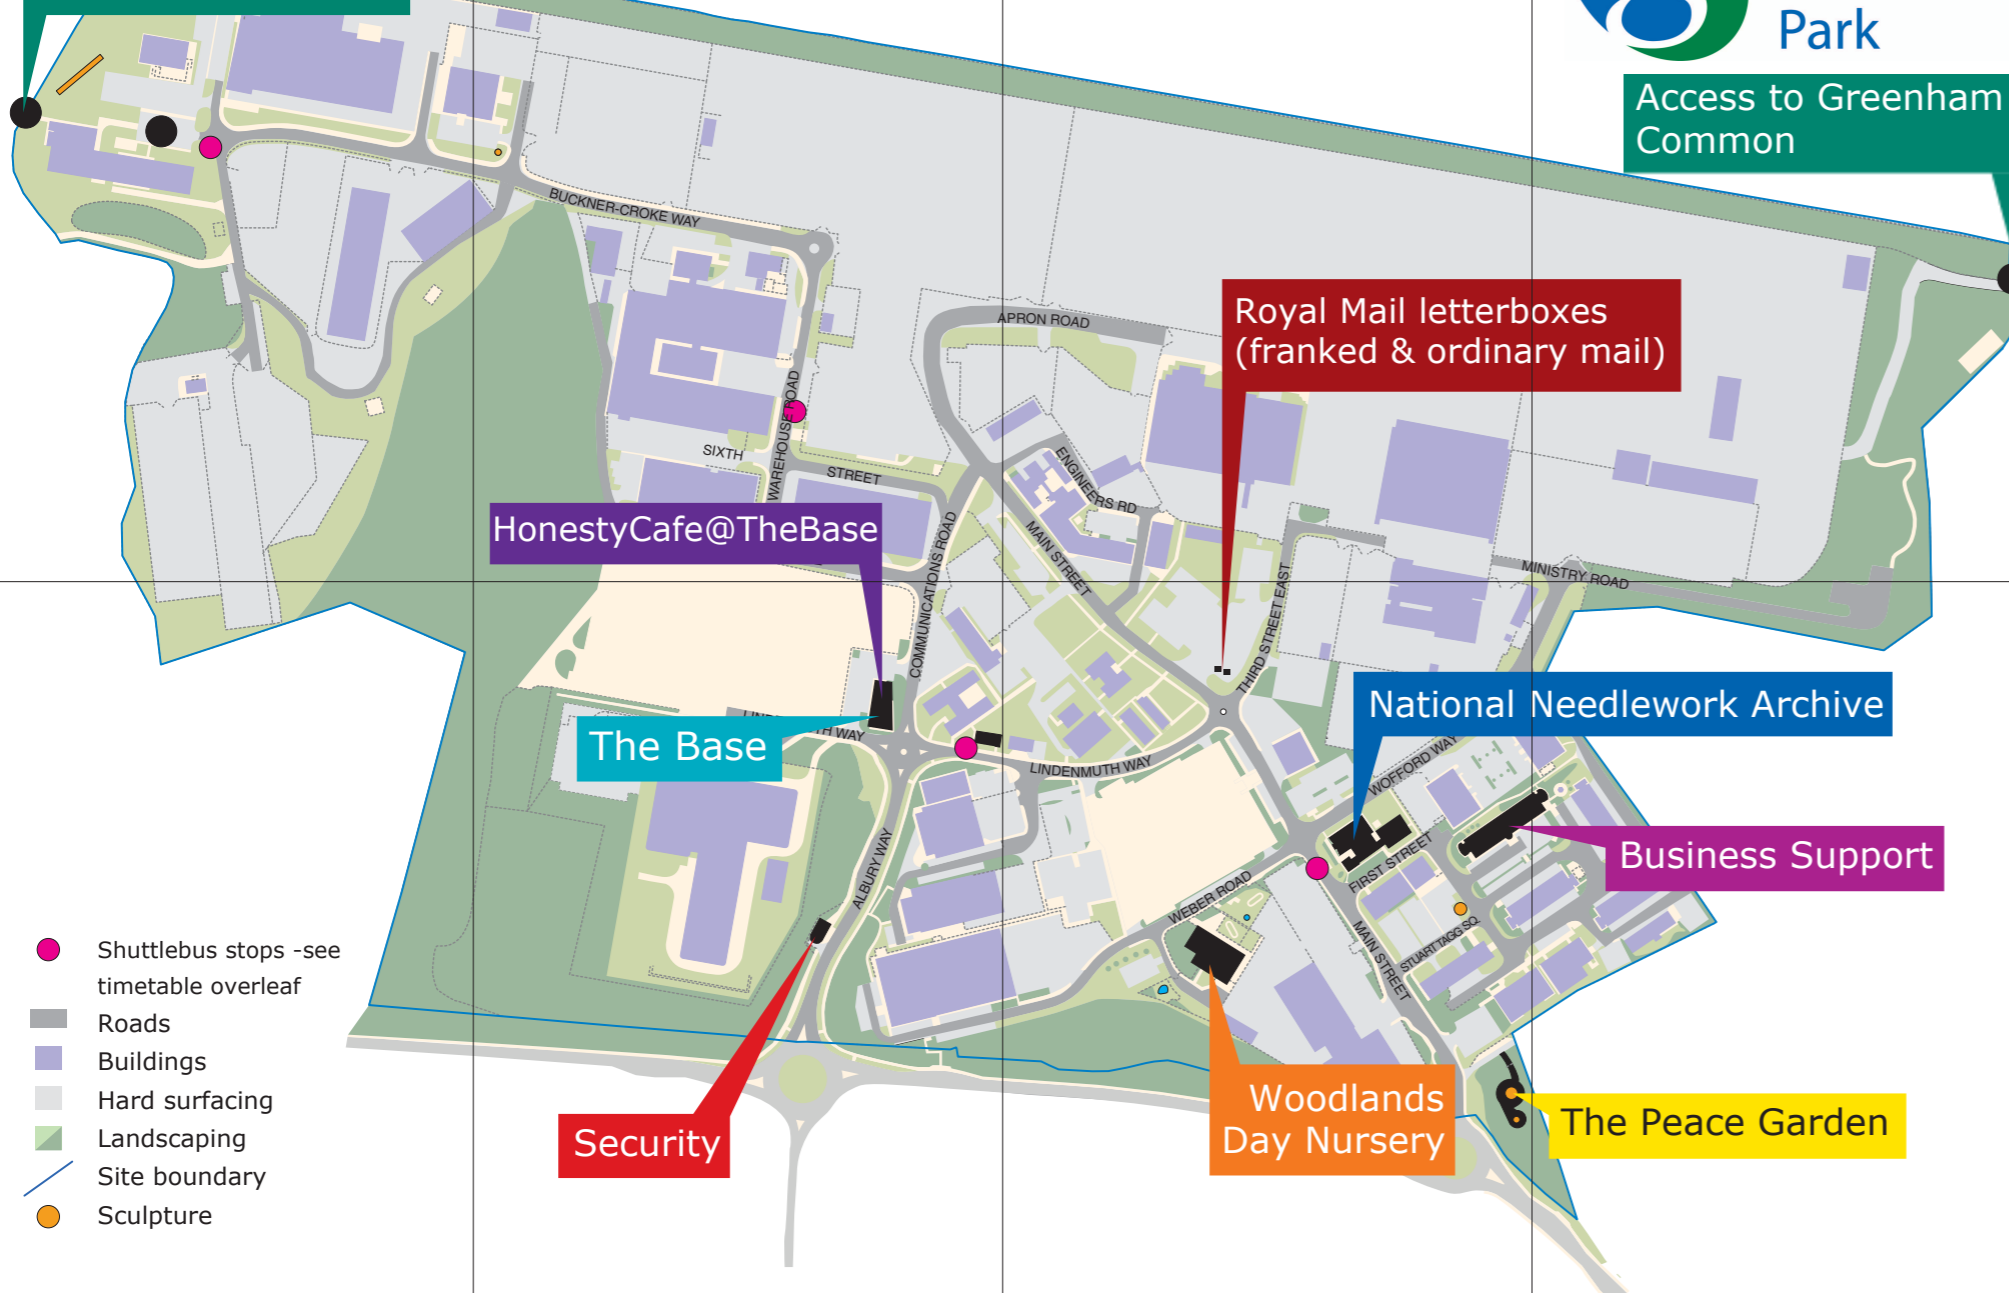 Park
Access to Greenham
Common
BUCKNER-CROKE WAY
APRON ROAD
Royal Mail letterboxes
(franked & ordinary mail)
WAREHOUSE ROAD
SIXTH
STREET
ENGINEERS RD
HonestyCafe@TheBase
COMMUNICATIONS ROAD
MAIN STREET
THIRD STREET EAST
MINISTRY ROAD
National Needlework Archive
The Base
WAY
LINDENMUTH WAY
WOFFORD WAY
Business Support
FIRST STREET
ALBURY WAY
WEBER ROAD
MAIN STREET
STUART TAGG SQ.
Shuttlebus stops -see
timetable overleaf
Roads
Buildings
Hard surfacing
Landscaping
Site boundary
Sculpture
Security
Woodlands
Day Nursery
The Peace Garden